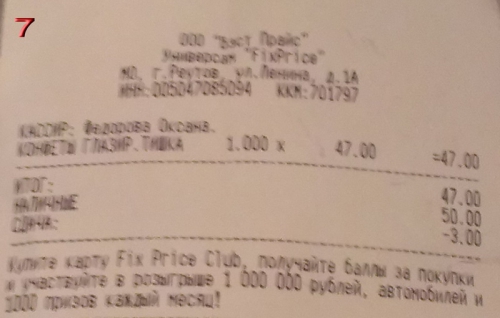 7
ООО "Бэст Прайс"
Универсам "FixPrice"
МО, г.Реутов, ул.Ленина, д.1А
ИНН:005047085094 ККМ:701797
КАССИР: Федорова Оксана.
КОНФЕТЫ ГЛАЗИР.ТИШКА 1.000 x 47.00 =47.00
ИТОГ: 47.00
НАЛИЧНЫЕ 50.00
СДАЧА: -3.00
Купите карту Fix Price Club, получайте баллы за покупки
и участвуйте в розыгрыше 1 000 000 рублей, автомобилей и
1000 призов каждый месяц!